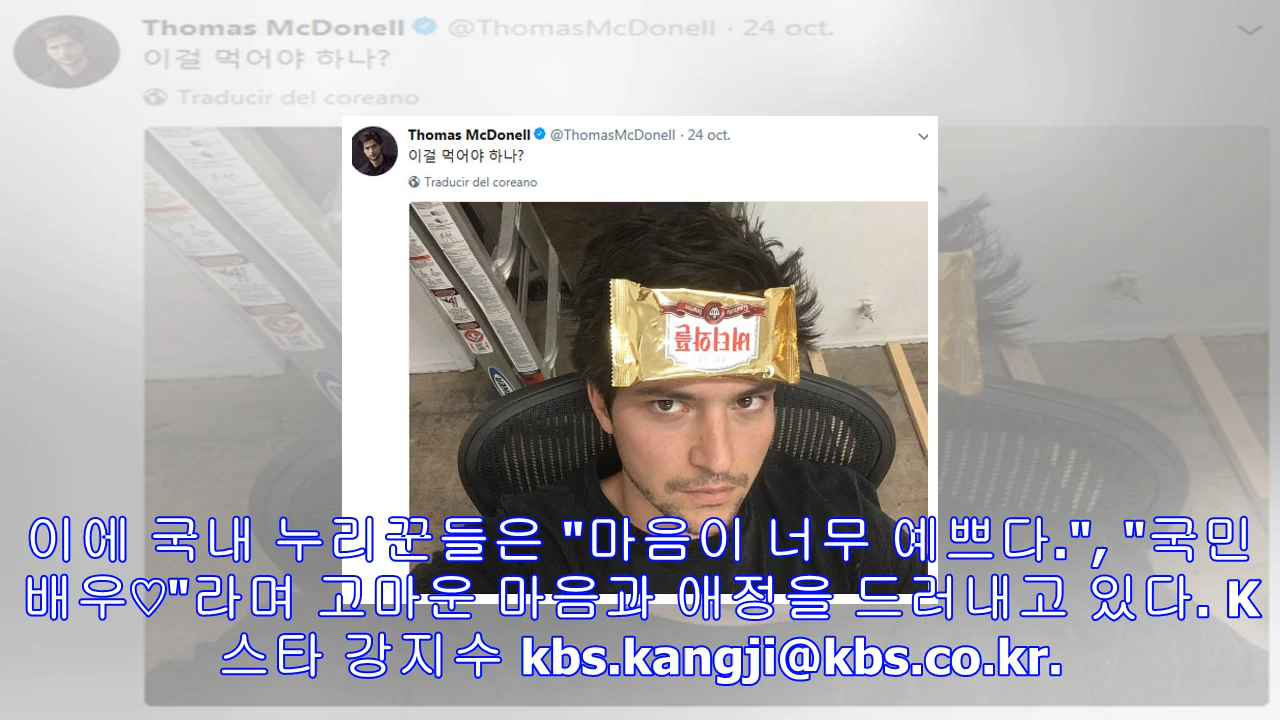 Thomas McDonell @ThomasMcDonell · 24 oct.
이걸 먹어야 하나?
Traducir del coreano
Thomas McDonell @ThomasMcDonell · 24 oct.
이걸 먹어야 하나?
Traducir del coreano
버터와플
이에 국내 누리꾼들은 "마음이 너무 예쁘다.", "국민
배우♡"라며 고마운 마음과 애정을 드러내고 있다. K
스타 강지수 kbs.kangji@kbs.co.kr.